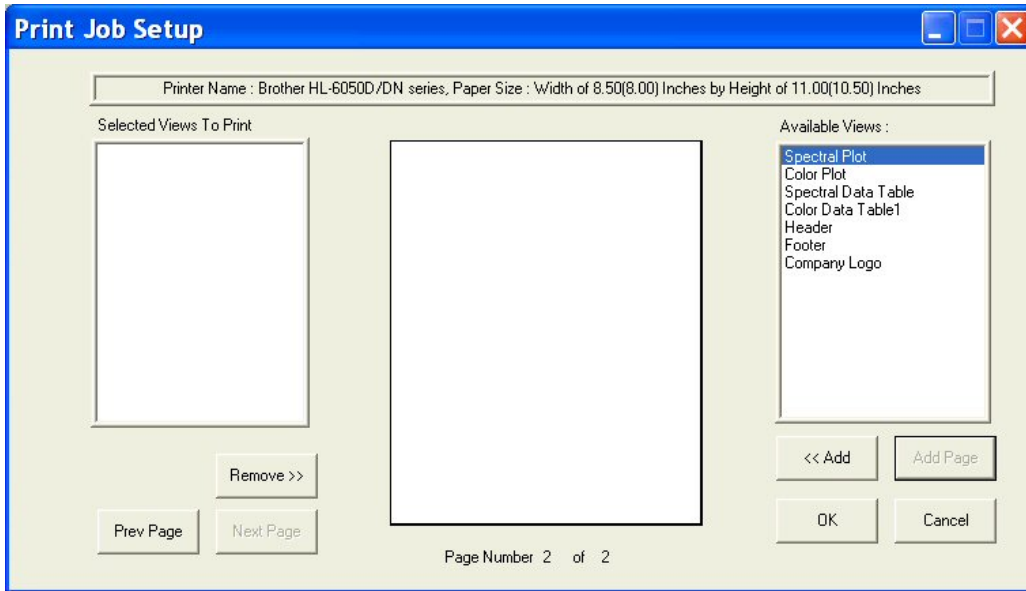 Print Job Setup
Printer Name : Brother HL-6050D/DN series, Paper Size : Width of 8.50(8.00) Inches by Height of 11.00(10.50) Inches
Selected Views To Print
Available Views :
Spectral Plot
Color Plot
Spectral Data Table
Color Data Table1
Header
Footer
Company Logo
Remove >>
<< Add
Add Page
Prev Page
Next Page
OK
Cancel
Page Number 2 of 2